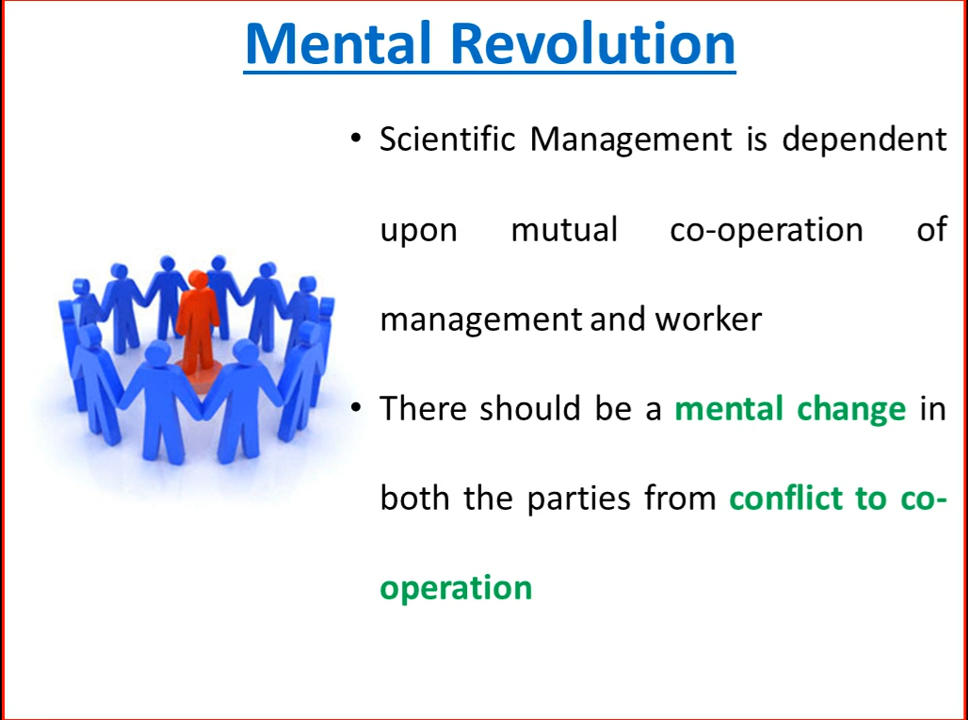 Mental Revolution
• Scientific Management is dependent
upon mutual co-operation of
management and worker
• There should be a mental change in
both the parties from conflict to co-
operation